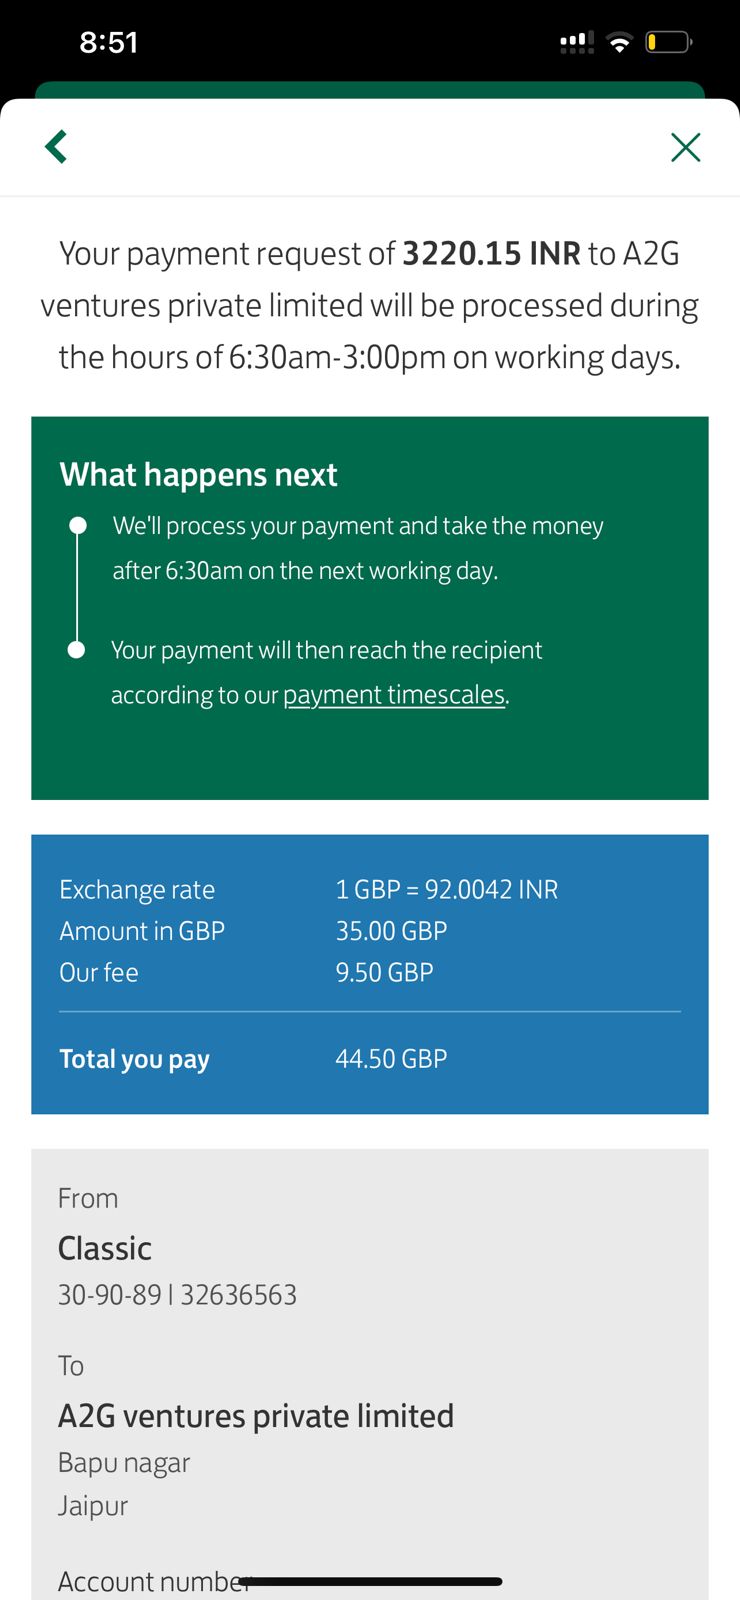 8:51
Your payment request of 3220.15 INR to A2G
ventures private limited will be processed during
the hours of 6:30am-3:00pm on working days.
What happens next
We'll process your payment and take the money
after 6:30am on the next working day.
Your payment will then reach the recipient
according to our payment timescales.
Exchange rate 1 GBP = 92.0042 INR
Amount in GBP 35.00 GBP
Our fee 9.50 GBP
Total you pay 44.50 GBP
From
Classic
30-90-89 | 32636563
To
A2G ventures private limited
Bapu nagar
Jaipur
Account number